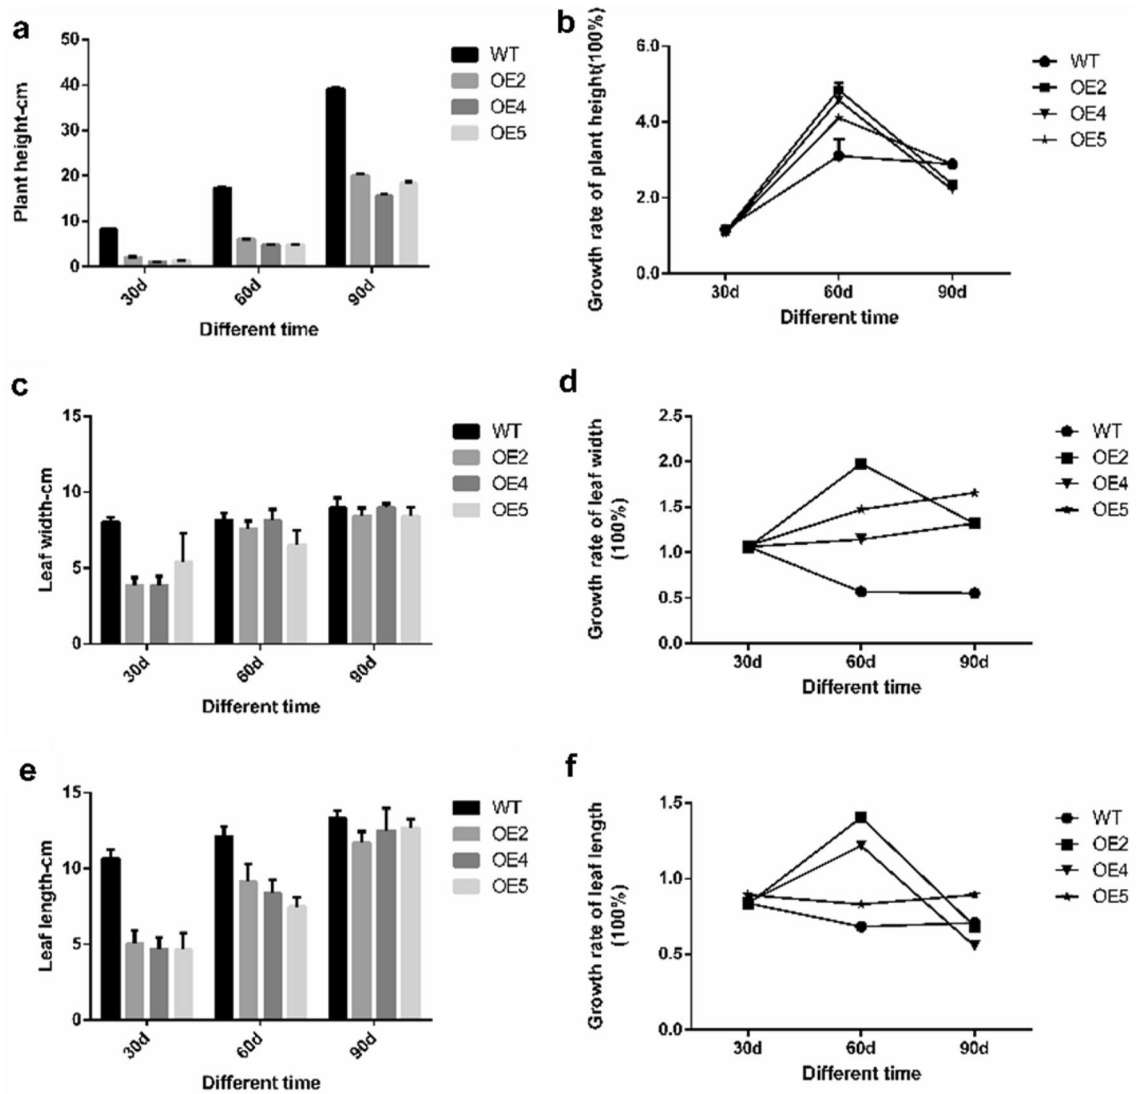 a
50
40
30
20
10
0
Plant height-cm
30d
60d
90d
Different time
WT
OE2
OE4
OE5
b
6.0
4.0
2.0
0.0
Growth rate of plant height(100%)
30d
60d
90d
Different time
WT
OE2
OE4
OE5
c
15
10
5
0
Leaf width-cm
30d
60d
90d
Different time
WT
OE2
OE4
OE5
d
2.5
2.0
1.5
1.0
0.5
0.0
Growth rate of leaf width
(100%)
30d
60d
90d
Different time
WT
OE2
OE4
OE5
e
15
10
5
0
Leaf length-cm
30d
60d
90d
Different time
WT
OE2
OE4
OE5
f
1.5
1.0
0.5
0.0
Growth rate of leaf length
(100%)
30d
60d
90d
Different time
WT
OE2
OE4
OE5